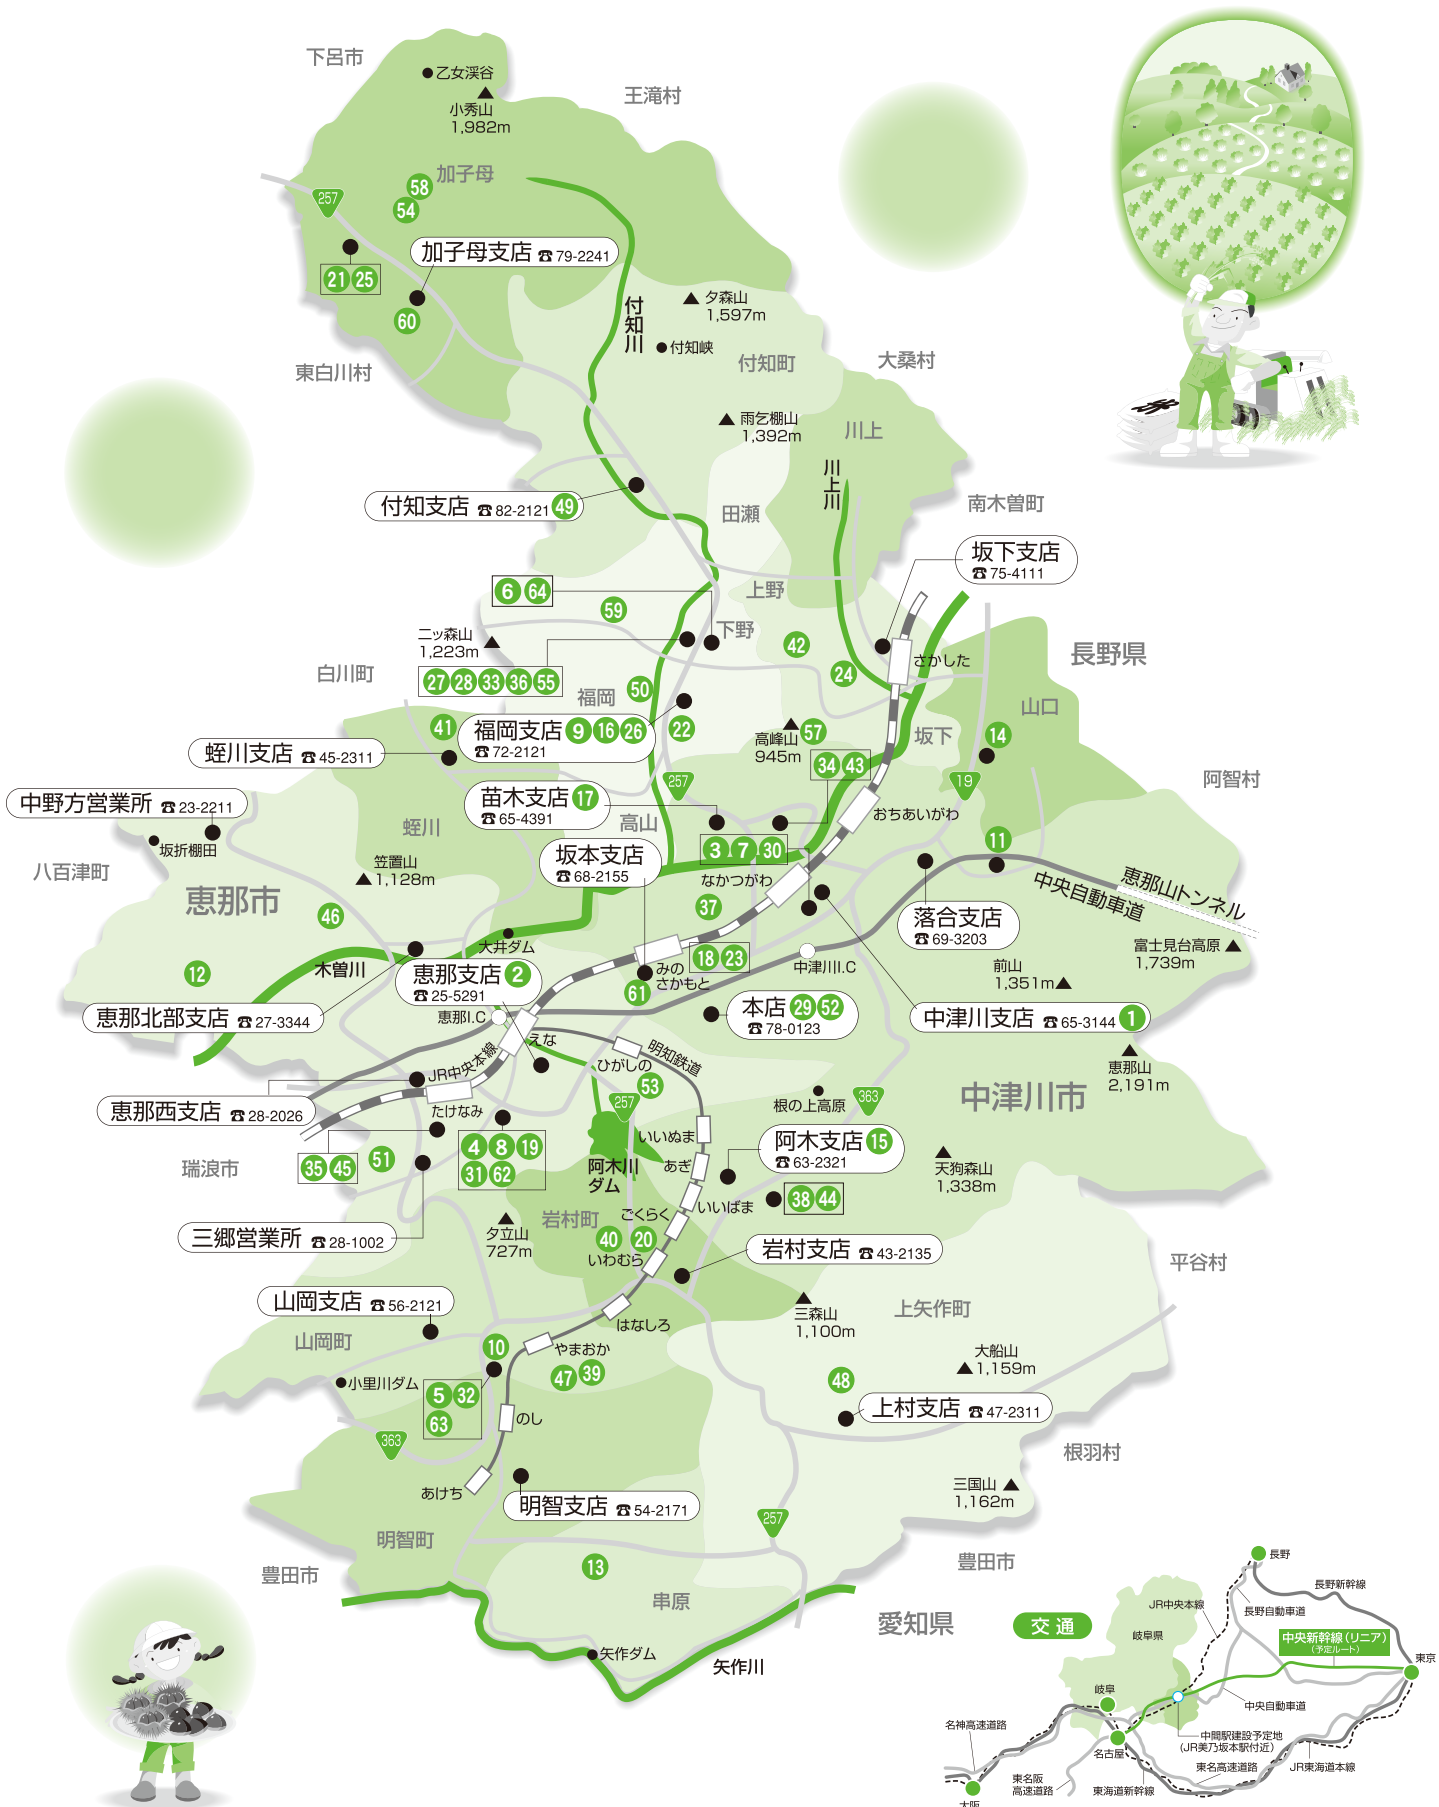 下呂市
乙女渓谷
小秀山
1,982m
王滝村
加子母
58
54
257
21 25
加子母支店 ☎79-2241
60
付知川
夕森山
1,597m
付知峡
付知町
大桑村
東白川村
雨乞棚山
1,392m
川上
川上川
付知支店 ☎82-2121 49
田瀬
南木曽町
坂下支店
☎75-4111
6 64
59
上野
下野
二ッ森山
1,223m
42
24
さかした
長野県
白川町
27 28 33 36 55
50
福岡
山口
41
福岡支店 9 16 26
☎72-2121
22
高峰山
945m
57
坂下
14
蛭川支店 ☎45-2311
34 43
257
19
阿智村
中野方営業所 ☎23-2211
苗木支店 17
☎65-4391
高山
おちあいがわ
坂折棚田
蛭川
坂本支店
☎68-2155
3 7 30
11
八百津町
笠置山
1,128m
なかつがわ
恵那山トンネル
中央自動車道
恵那市
46
37
落合支店
☎69-3203
大井ダム
富士見台高原
1,739m
12
木曽川
恵那支店 2
☎25-5291
みの
さかもと
18 23
中津川I.C
前山
1,351m
61
恵那北部支店 ☎27-3344
恵那I.C
本店 29 52
☎78-0123
中津川支店 ☎65-3144 1
えな
JR中央本線
明知鉄道
ひがしの
53
恵那山
2,191m
恵那西支店 ☎28-2026
たけなみ
257
根の上高原
363
中津川市
いいぬま
阿木支店 15
☎63-2321
35 45
51
4 8 19
31 62
瑞浪市
阿木川
ダム
あぎ
天狗森山
1,338m
38 44
いいばま
三郷営業所 ☎28-1002
夕立山
727m
岩村町
ごくらく
40 20
いわむら
岩村支店 ☎43-2135
平谷村
山岡支店 ☎56-2121
三森山
1,100m
上矢作町
はなしろ
山岡町
10
やまおか
大船山
1,159m
47 39
48
小里川ダム
5 32
63
のし
上村支店 ☎47-2311
363
根羽村
あけち
三国山
1,162m
明智支店 ☎54-2171
257
明智町
豊田市
13
豊田市
串原
愛知県
矢作ダム
矢作川
交通
長野
長野新幹線
JR中央本線
長野自動車道
岐阜県
中央新幹線(リニア)
(予定ルート)
東京
岐阜
中央自動車道
名神高速道路
中間駅建設予定地
(JR美乃坂本駅付近)
名古屋
東名高速道路
JR東海道本線
東名阪
高速道路
東海道新幹線
大阪